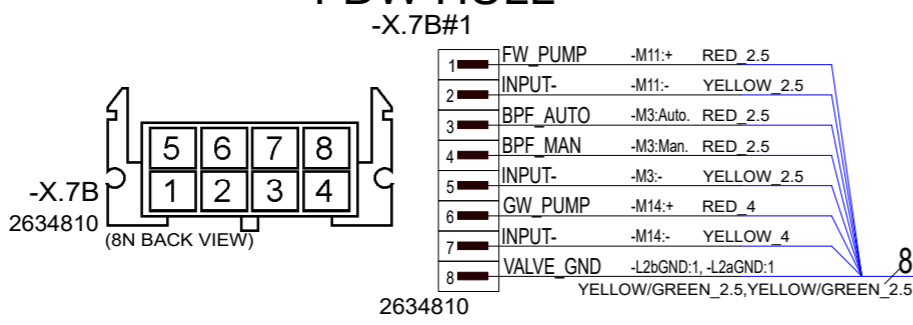 -X.7B#1
1 FW_PUMP -M11:+ RED_2.5
2 INPUT- -M11:- YELLOW_2.5
3 BPF_AUTO -M3:Auto. RED_2.5
4 BPF_MAN -M3:Man. RED_2.5
5 INPUT- -M3:- YELLOW_2.5
6 GW_PUMP -M14:+ RED_4
7 INPUT- -M14:- YELLOW_4
8 VALVE_GND -L2bGND:1, -L2aGND:1
YELLOW/GREEN_2.5,YELLOW/GREEN_2.5
8
2634810
5 6 7 8
1 2 3 4
-X.7B
2634810
(8N BACK VIEW)